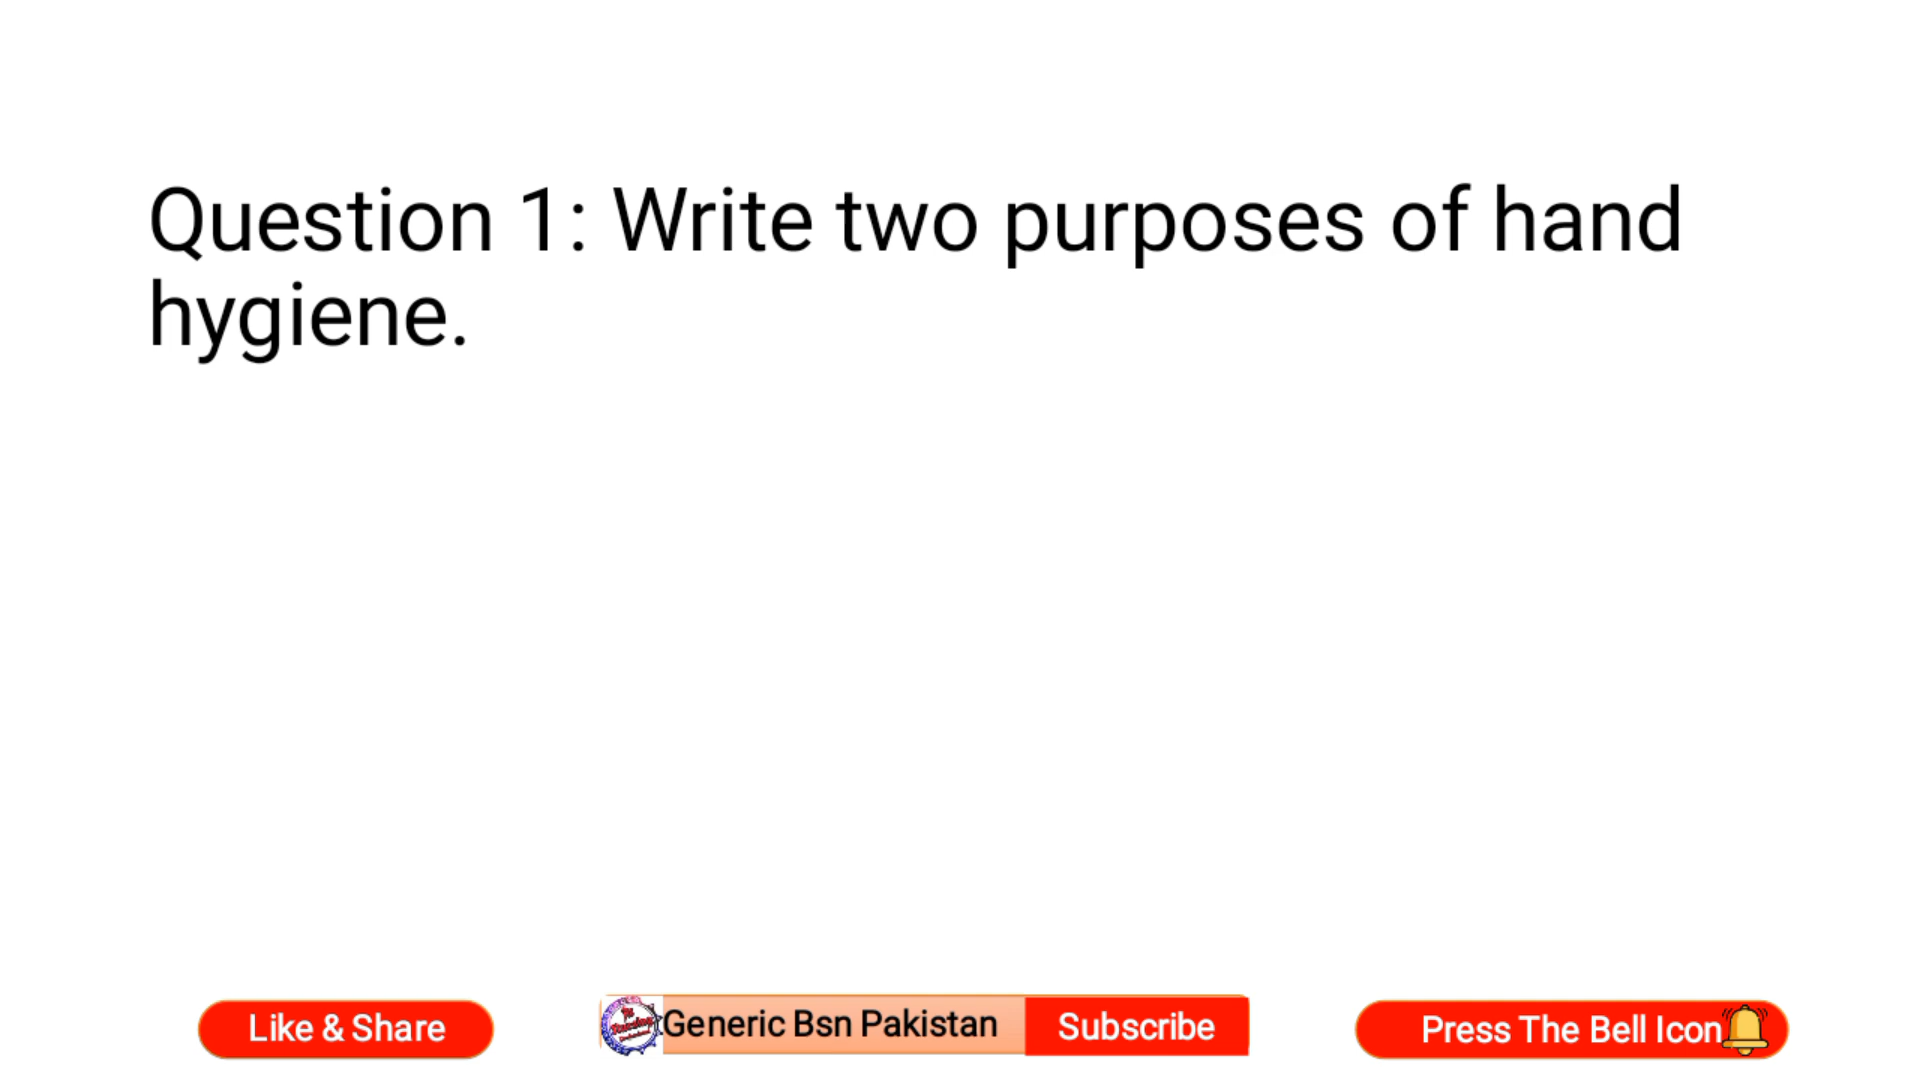 Question 1: Write two purposes of hand
hygiene.
Like & Share
Generic Bsn Pakistan
Subscribe
Press The Bell Icon